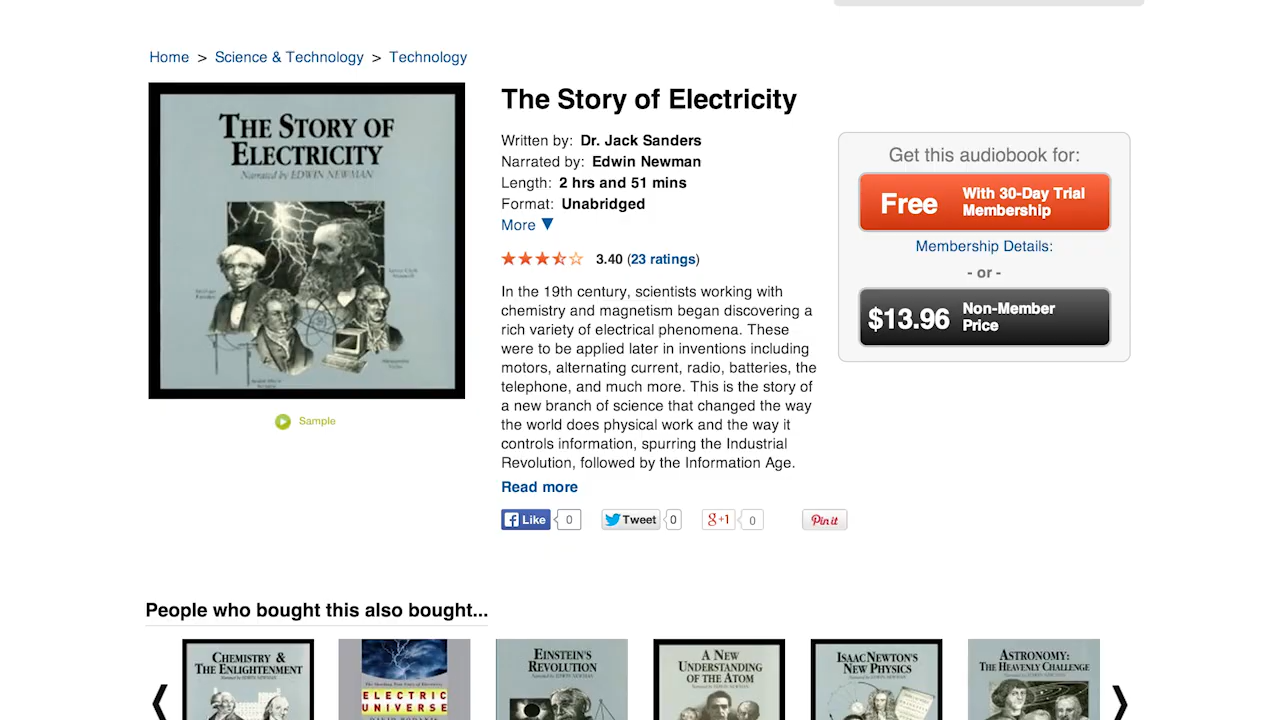 Home > Science & Technology > Technology
THE STORY OF
ELECTRICITY
Narrated by EDWIN NEWMAN
Sample
The Story of Electricity
Written by: Dr. Jack Sanders
Narrated by: Edwin Newman
Length: 2 hrs and 51 mins
Format: Unabridged
More
3.40 (23 ratings)
In the 19th century, scientists working with
chemistry and magnetism began discovering a
rich variety of electrical phenomena. These
were to be applied later in inventions including
motors, alternating current, radio, batteries, the
telephone, and much more. This is the story of
a new branch of science that changed the way
the world does physical work and the way it
controls information, spurring the Industrial
Revolution, followed by the Information Age.
Read more
Like 0 Tweet 0 g+1 0 Pin it
Get this audiobook for:
Free With 30-Day Trial
Membership
Membership Details:
- or -
$13.96 Non-Member
Price
People who bought this also bought...
CHEMISTRY &
THE ENLIGHTENMENT
ELECTRIC
UNIVERSE
EINSTEIN'S
REVOLUTION
A NEW
UNDERSTANDING
OF THE ATOM
ISAAC NEWTON'S
NEW PHYSICS
ASTRONOMY:
THE HEAVENLY CHALLENGE